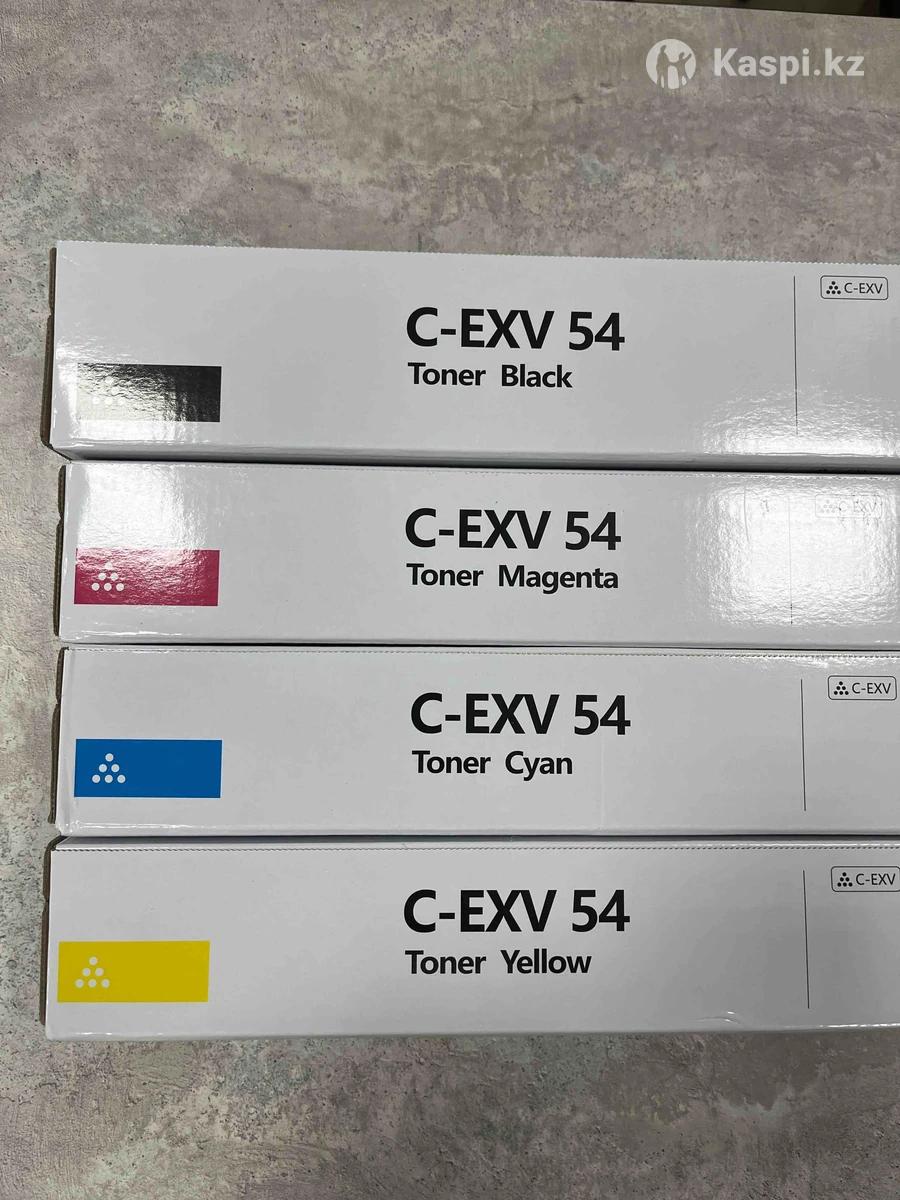 Kaspi.kz
C-EXV 54
Toner Black
C-EXV
C-EXV 54
Toner Magenta
C-EXV
C-EXV 54
Toner Cyan
C-EXV
C-EXV 54
Toner Yellow
C-EXV